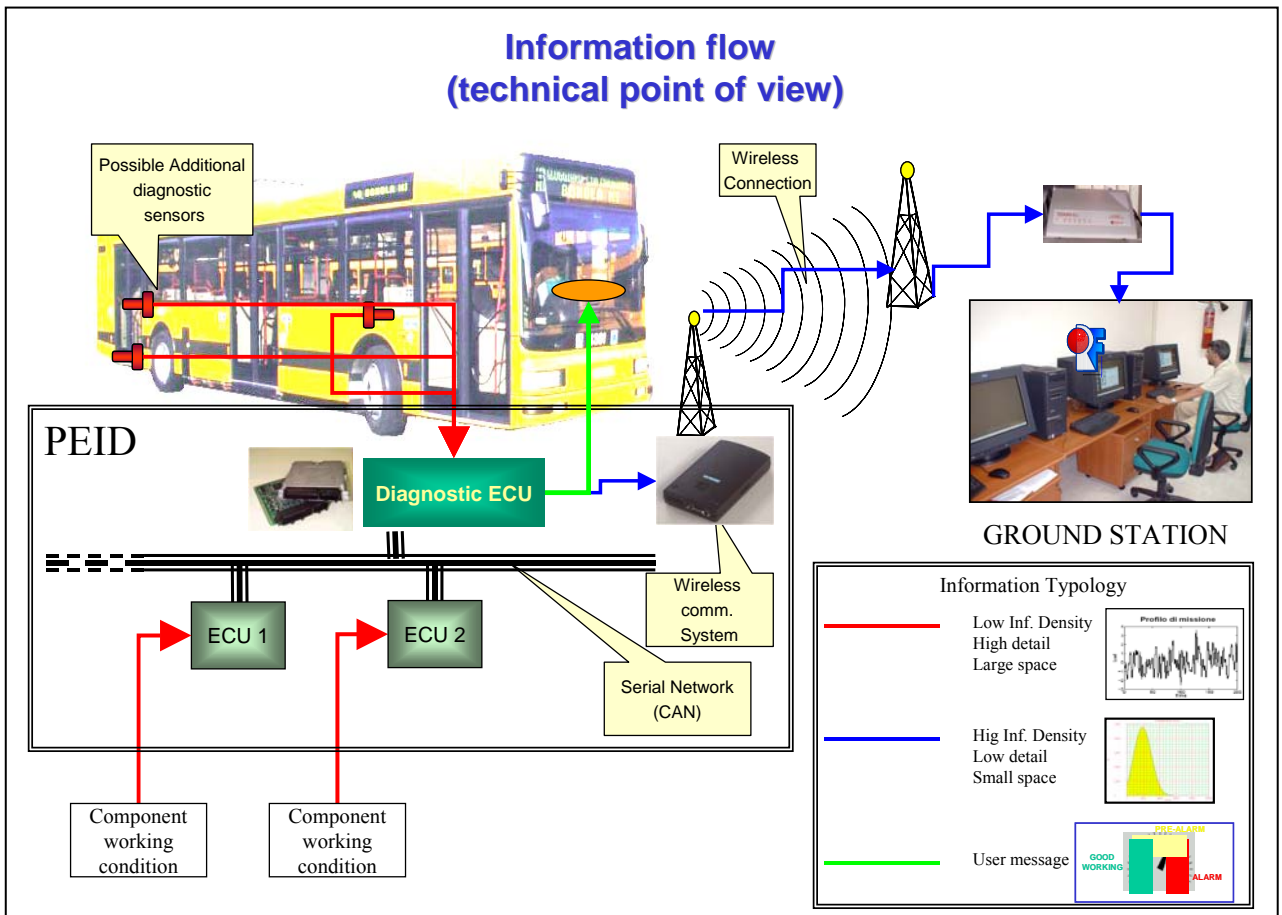 Information flow
(technical point of view)
Possible Additional
diagnostic
sensors
Wireless
Connection
PEID
Diagnostic ECU
GROUND STATION
ECU 1
ECU 2
Wireless
comm.
System
Serial Network
(CAN)
Component
working
condition
Component
working
condition
Information Typology
Low Inf. Density
High detail
Large space
Profilo di missione
Hig Inf. Density
Low detail
Small space
User message
PRE-ALARM
GOOD
WORKING
ALARM